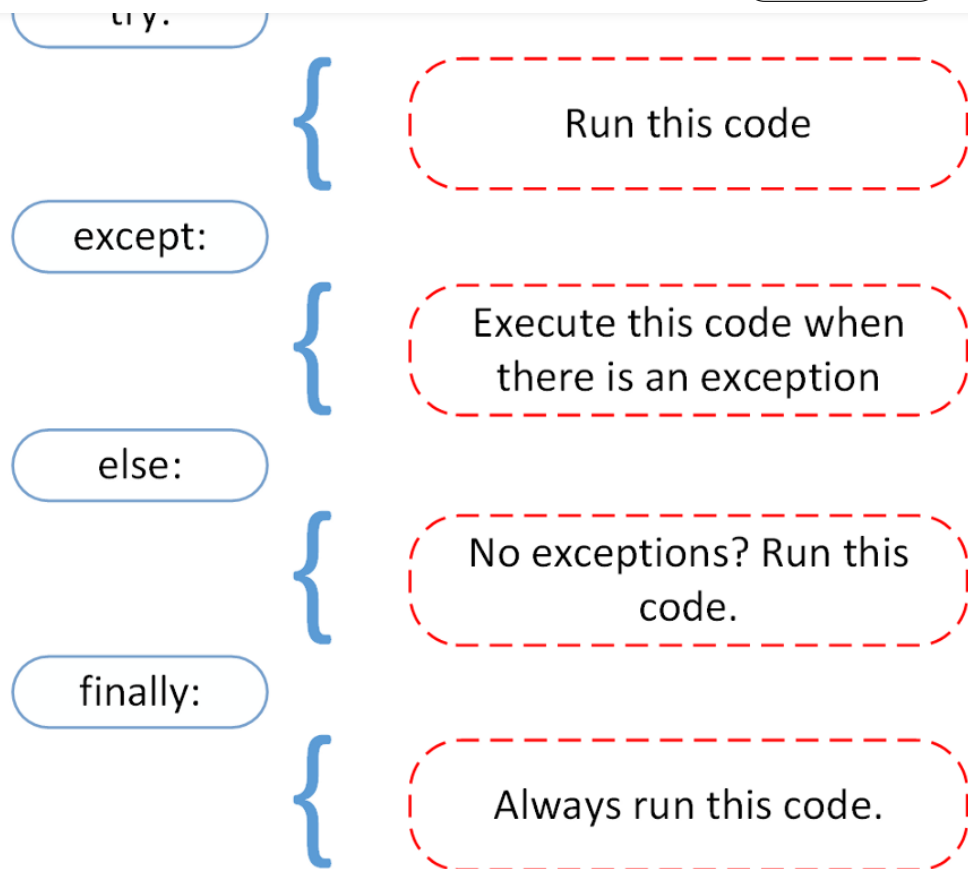 try:
Run this code
except:
Execute this code when
there is an exception
else:
No exceptions? Run this
code.
finally:
Always run this code.